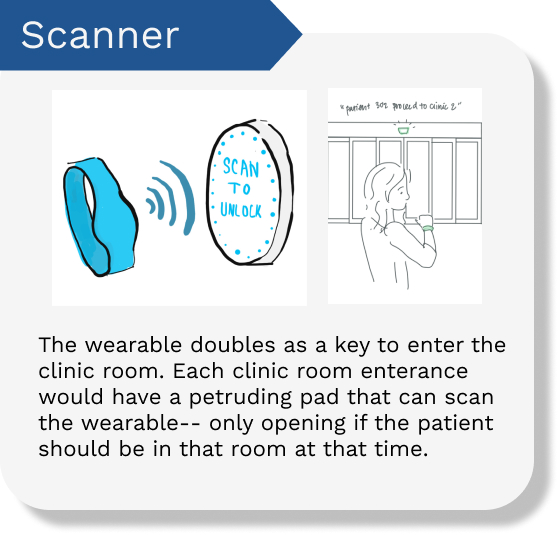 Scanner
SCAN
TO
UNLOCK
"patient 302 proceed to clinic 2"
The wearable doubles as a key to enter the
clinic room. Each clinic room enterance
would have a petruding pad that can scan
the wearable-- only opening if the patient
should be in that room at that time.